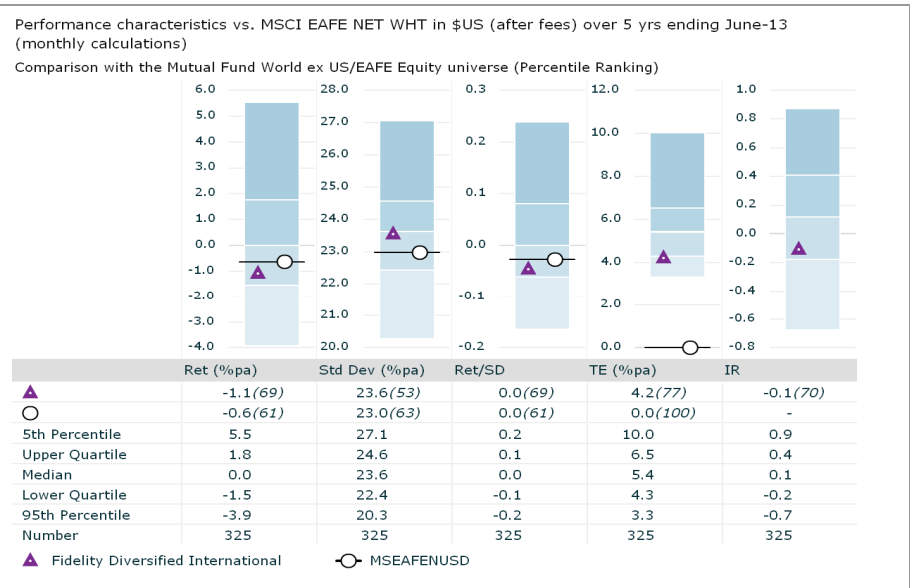 Performance characteristics vs. MSCI EAFE NET WHT in $US (after fees) over 5 yrs ending June-13
(monthly calculations)
Comparison with the Mutual Fund World ex US/EAFE Equity universe (Percentile Ranking)
6.0 28.0 0.3 12.0 1.0
5.0 27.0 0.2 10.0 0.8
4.0 26.0 0.1 8.0 0.6
3.0 25.0 0.0 6.0 0.4
2.0 24.0 -0.1 4.0 0.2
1.0 23.0 -0.2 2.0 0.0
0.0 22.0 0.0 -0.2
-1.0 21.0 -0.4
-2.0 20.0 -0.6
-3.0 -0.8
-4.0
Ret (%pa) Std Dev (%pa) Ret/SD TE (%pa) IR
-1.1(69) 23.6(53) 0.0(69) 4.2(77) -0.1(70)
-0.6(61) 23.0(63) 0.0(61) 0.0(100) -
5th Percentile 5.5 27.1 0.2 10.0 0.9
Upper Quartile 1.8 24.6 0.1 6.5 0.4
Median 0.0 23.6 0.0 5.4 0.1
Lower Quartile -1.5 22.4 -0.1 4.3 -0.2
95th Percentile -3.9 20.3 -0.2 3.3 -0.7
Number 325 325 325 325 325
Fidelity Diversified International MSEAFENUSD